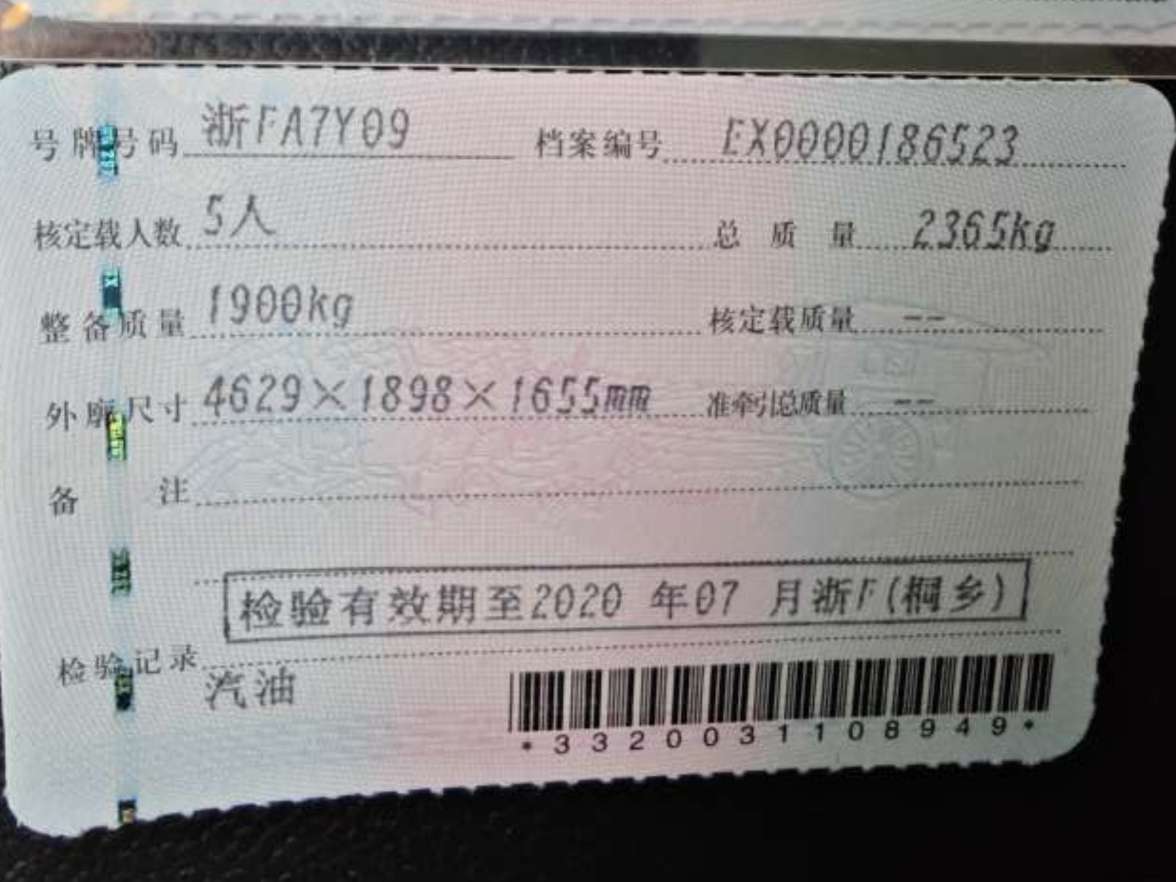 号牌号码 浙FA7Y09 档案编号 EX0000186523
核定载人数 5人 总质量 2365kg
整备质量 1900kg 核定载质量 --
外廓尺寸 4629×1898×1655mm 准牵引总质量 --
备注
检验有效期至2020 年07 月浙F(桐乡)
检验记录
汽油
*3320031108949*